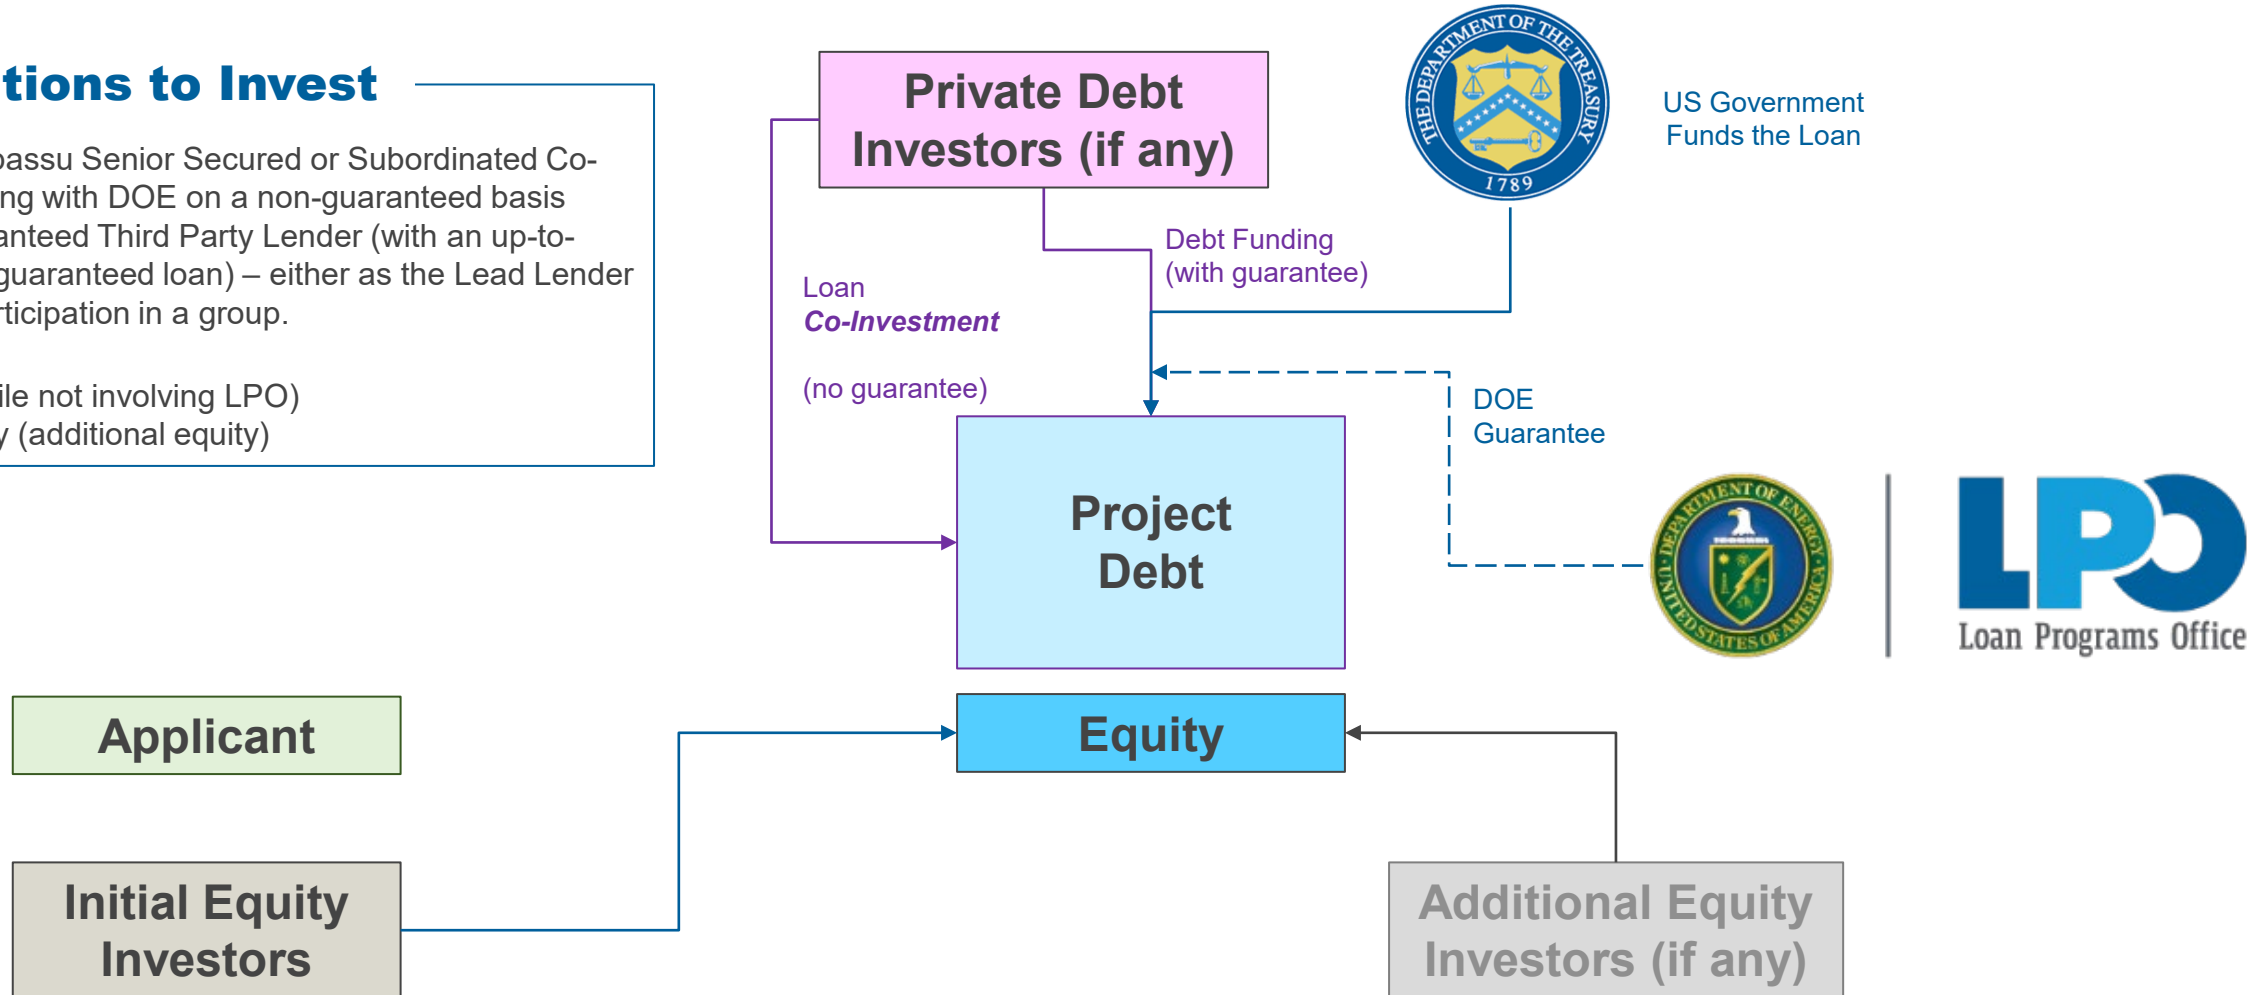 tions to Invest
passu Senior Secured or Subordinated Co-
ng with DOE on a non-guaranteed basis
anteed Third Party Lender (with an up-to-
guaranteed loan) – either as the Lead Lender
rticipation in a group.
ile not involving LPO)
y (additional equity)
Private Debt
Investors (if any)
THE DEPARTMENT OF THE TREASURY
1789
US Government
Funds the Loan
Debt Funding
(with guarantee)
Loan
Co-Investment
(no guarantee)
DOE
Guarantee
Project
Debt
DEPARTMENT OF ENERGY
UNITED STATES OF AMERICA
LPO
Loan Programs Office
Applicant
Equity
Initial Equity
Investors
Additional Equity
Investors (if any)